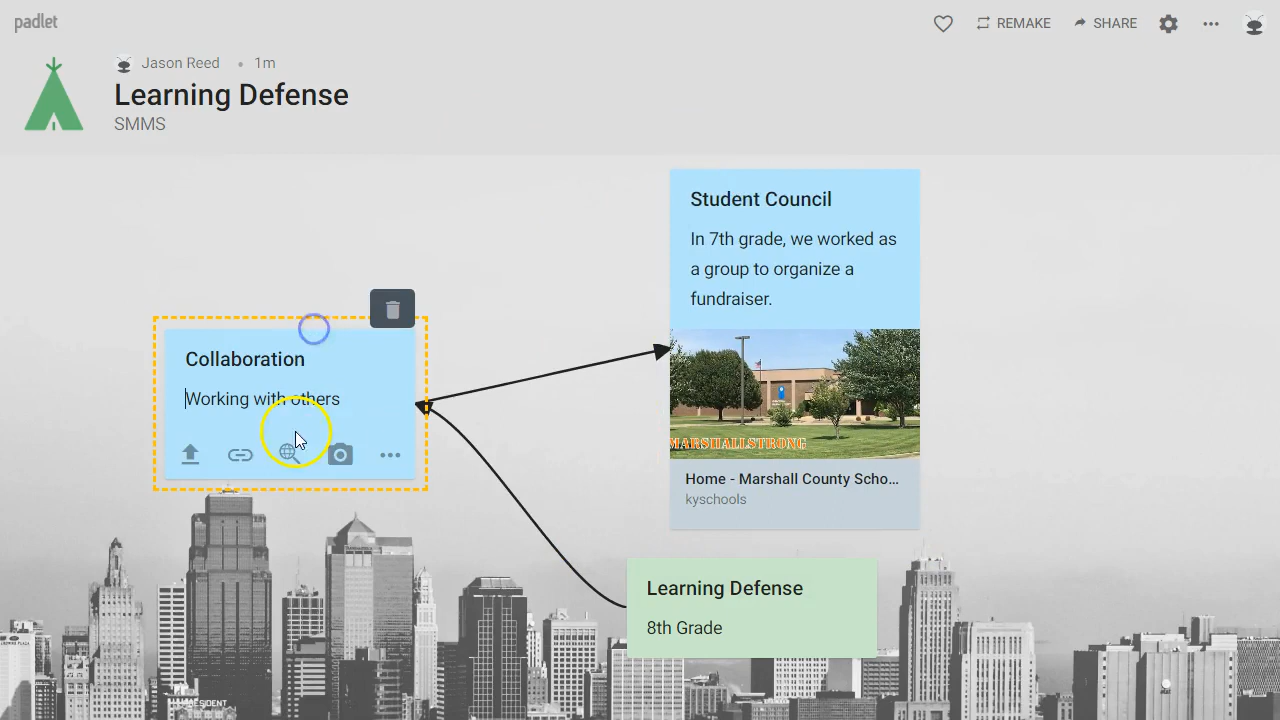 padlet
REMAKE
SHARE
Jason Reed • 1m
Learning Defense
SMMS
Student Council
In 7th grade, we worked as
a group to organize a
fundraiser.
MARSHALLSTRONG
Home - Marshall County Scho...
kyschools
Collaboration
Working with others
Learning Defense
8th Grade
PRESIDENT